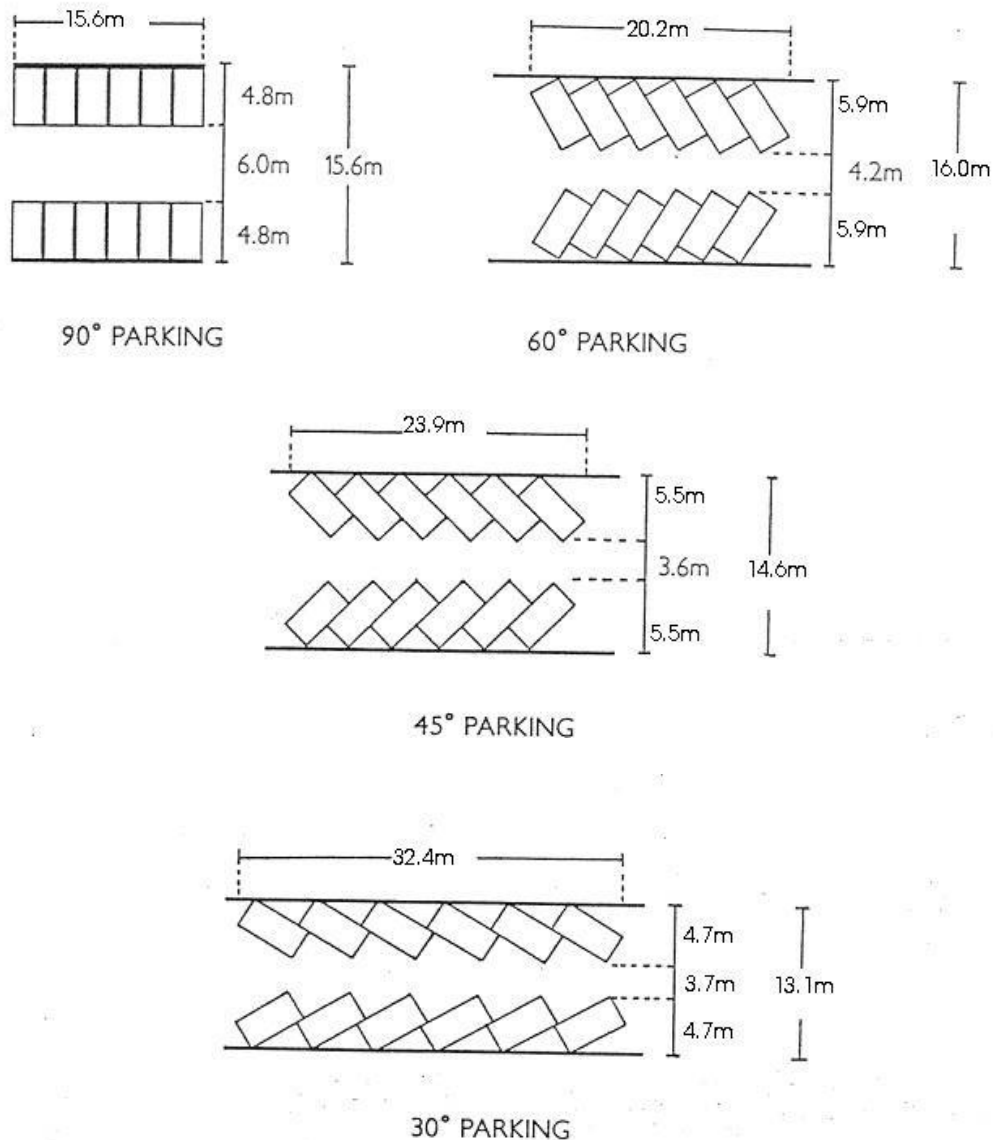 15.6m
4.8m
6.0m
15.6m
4.8m
90° PARKING
20.2m
5.9m
4.2m
16.0m
5.9m
60° PARKING
23.9m
5.5m
3.6m
14.6m
5.5m
45° PARKING
32.4m
4.7m
3.7m
13.1m
4.7m
30° PARKING